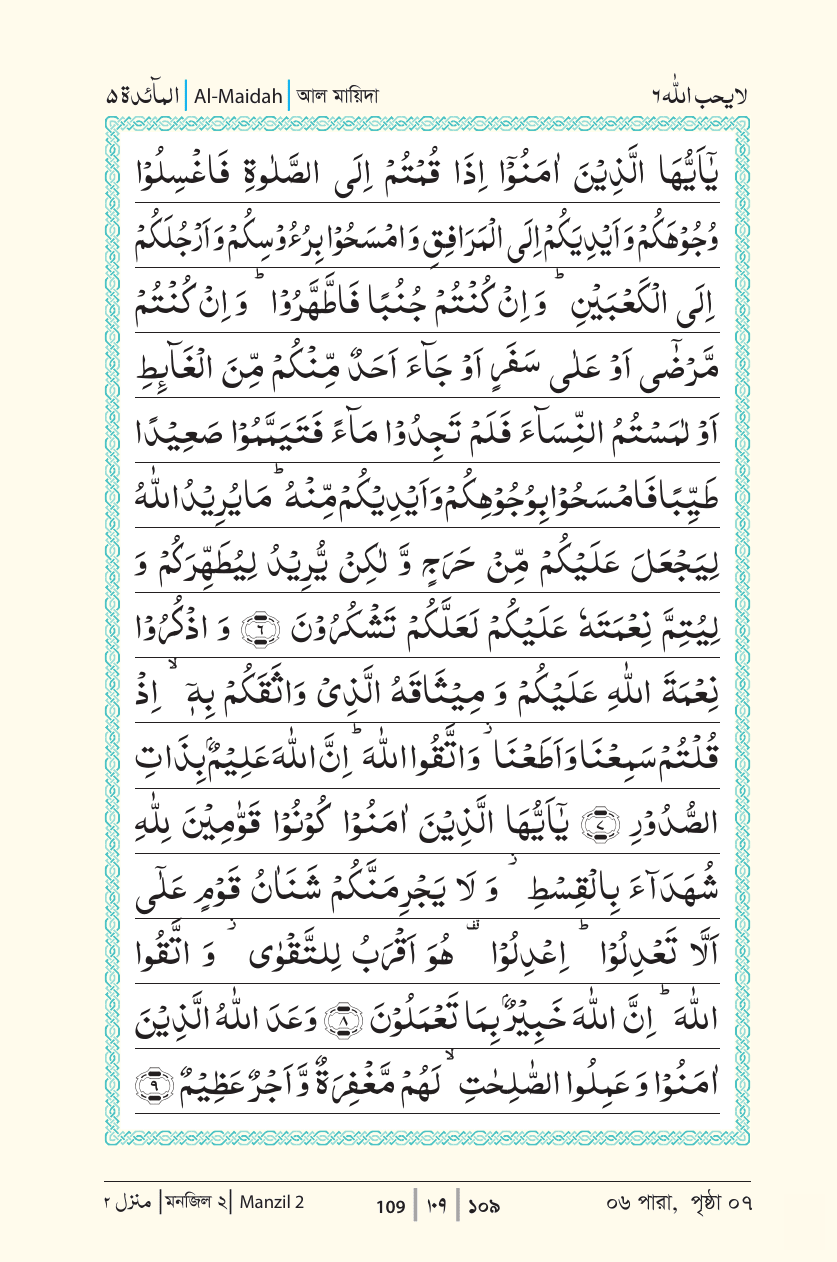 المآئدة ۵ | Al-Maidah | আল মায়িদা لایحب الله ٦
يٰۤاَيُّهَا الَّذِيْنَ اٰمَنُوْۤا اِذَا قُمْتُمْ اِلَى الصَّلٰوةِ فَاغْسِلُوْا
وُجُوْهَكُمْ وَاَيْدِيَكُمْ اِلَى الْمَرَافِقِ وَامْسَحُوْا بِرُءُوْسِكُمْ وَاَرْجُلَكُمْ
اِلَى الْكَعْبَيْنِ ؕ وَاِنْ كُنْتُمْ جُنُبًا فَاطَّهَّرُوْا ؕ وَاِنْ كُنْتُمْ
مَّرْضٰۤى اَوْ عَلٰى سَفَرٍ اَوْ جَآءَ اَحَدٌ مِّنْكُمْ مِّنَ الْغَآئِطِ
اَوْ لٰمَسْتُمُ النِّسَآءَ فَلَمْ تَجِدُوْا مَآءً فَتَيَمَّمُوْا صَعِيْدًا
طَيِّبًا فَامْسَحُوْا بِوُجُوْهِكُمْ وَاَيْدِيْكُمْ مِّنْهُ ؕ مَا يُرِيْدُ اللّٰهُ
لِيَجْعَلَ عَلَيْكُمْ مِّنْ حَرَجٍ وَّ لٰكِنْ يُّرِيْدُ لِيُطَهِّرَكُمْ وَ
لِيُتِمَّ نِعْمَتَهٗ عَلَيْكُمْ لَعَلَّكُمْ تَشْكُرُوْنَ ٦ وَ اذْكُرُوْا
نِعْمَةَ اللّٰهِ عَلَيْكُمْ وَ مِيْثَاقَهُ الَّذِيْ وَاثَقَكُمْ بِهٖۤ ۙ اِذْ
قُلْتُمْ سَمِعْنَا وَاَطَعْنَا ؗ وَاتَّقُوا اللّٰهَ ؕ اِنَّ اللّٰهَ عَلِيْمٌۢ بِذَاتِ
الصُّدُوْرِ ٧ يٰۤاَيُّهَا الَّذِيْنَ اٰمَنُوْا كُوْنُوْا قَوّٰمِيْنَ لِلّٰهِ
شُهَدَآءَ بِالْقِسْطِ ؗ وَ لَا يَجْرِمَنَّكُمْ شَنَاٰنُ قَوْمٍ عَلٰۤى
اَلَّا تَعْدِلُوْا ؕ اِعْدِلُوْا ۫ هُوَ اَقْرَبُ لِلتَّقْوٰى ؗ وَ اتَّقُوا
اللّٰهَ ؕ اِنَّ اللّٰهَ خَبِيْرٌۢ بِمَا تَعْمَلُوْنَ ٨ وَعَدَ اللّٰهُ الَّذِيْنَ
اٰمَنُوْا وَ عَمِلُوا الصّٰلِحٰتِ ۙ لَهُمْ مَّغْفِرَةٌ وَّاَجْرٌ عَظِيْمٌ ٩
منزل ٢ | মনজিল ২ | Manzil 2 109 | ١٠٩ | ১০৯ ০৬ পারা, পৃষ্ঠা ০৭